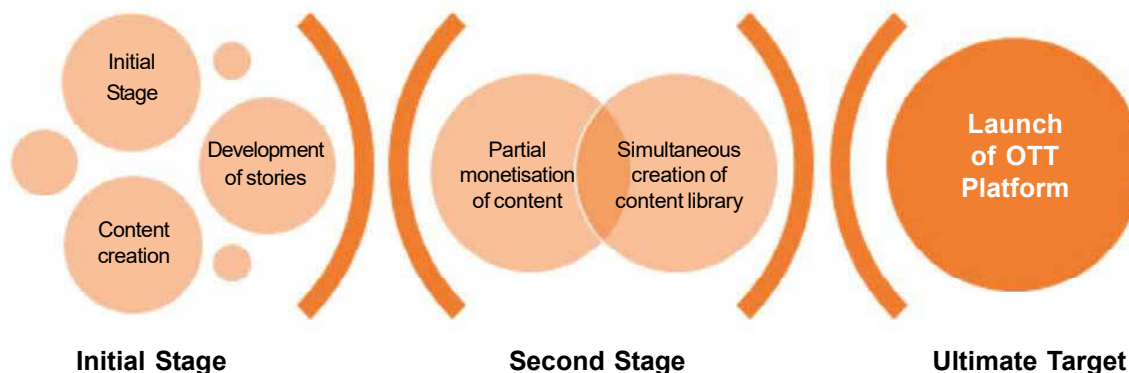 Initial
Stage
Development
of stories
Content
creation
Partial
monetisation
of content
Simultaneous
creation of
content library
Launch
of OTT
Platform
Initial Stage
Second Stage
Ultimate Target